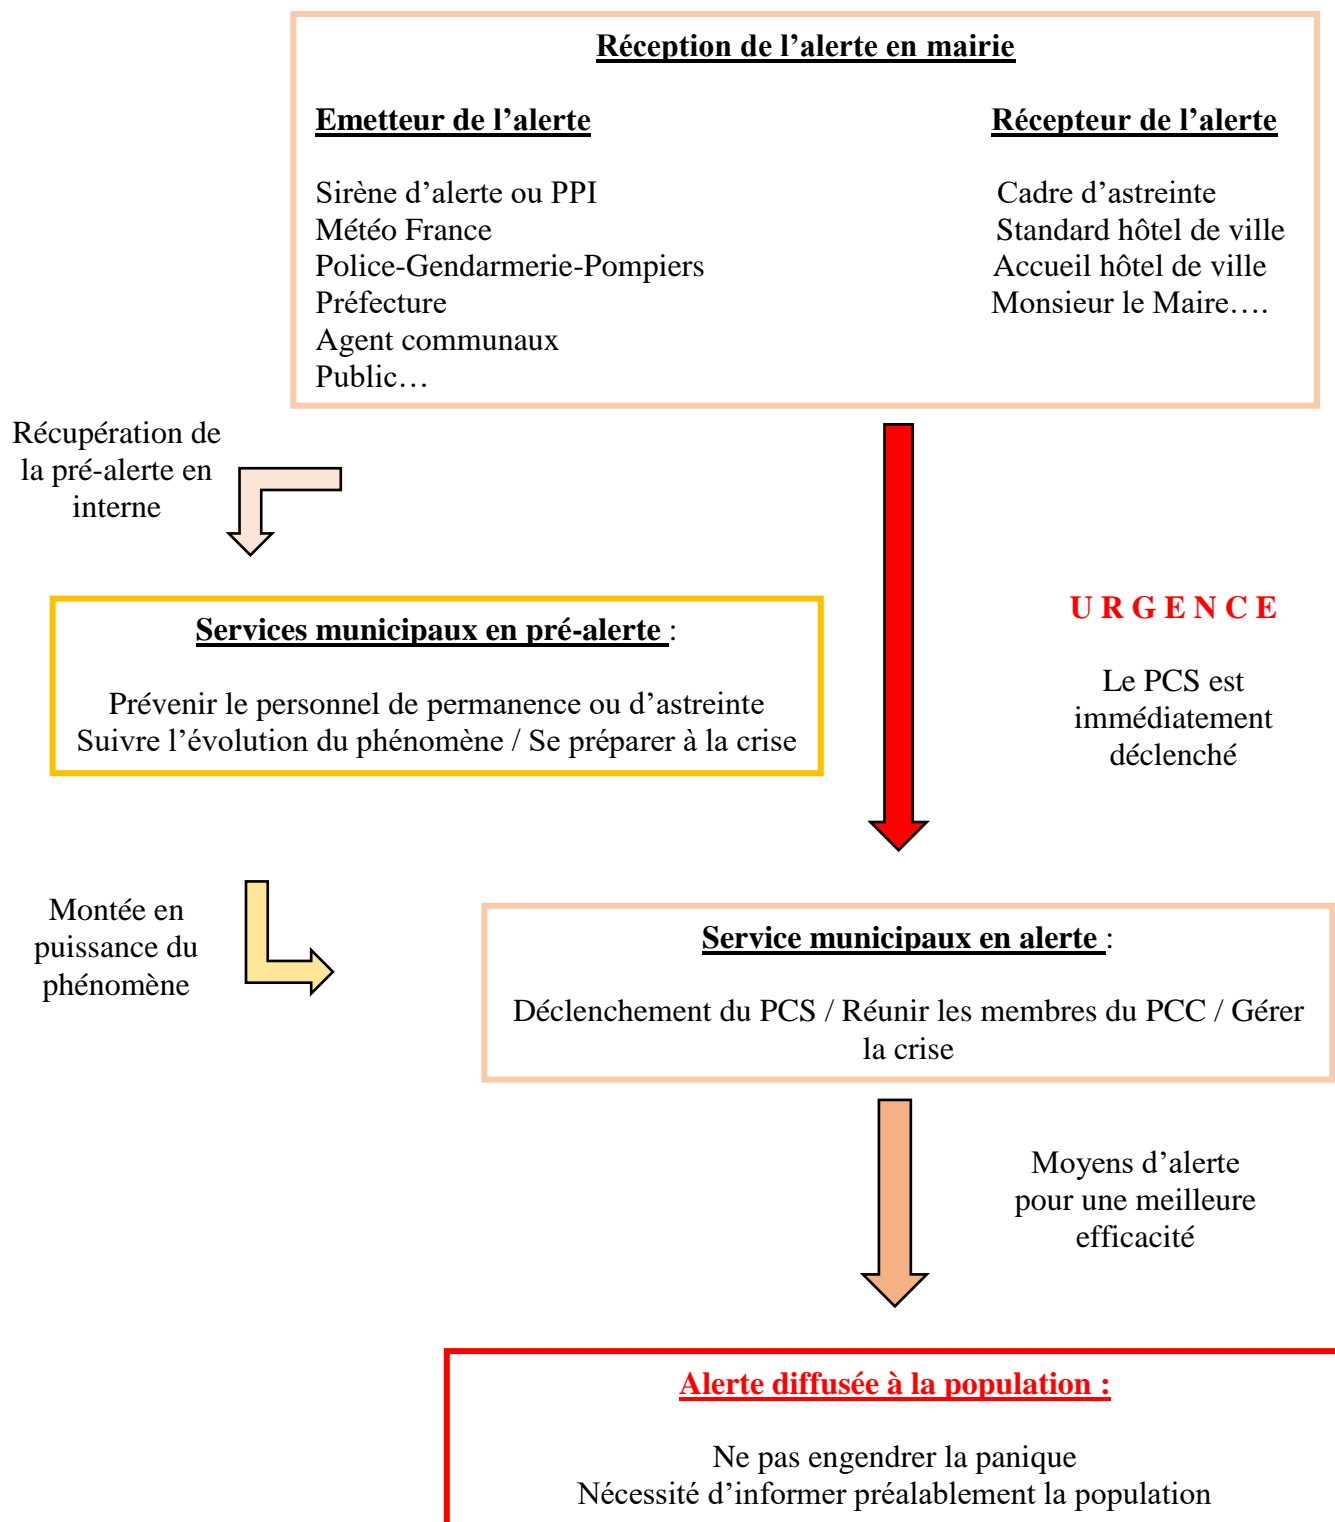 Réception de l’alerte en mairie
Emetteur de l’alerte
Sirène d’alerte ou PPI
Météo France
Police-Gendarmerie-Pompiers
Préfecture
Agent communaux
Public…
Récepteur de l’alerte
Cadre d’astreinte
Standard hôtel de ville
Accueil hôtel de ville
Monsieur le Maire….
Récupération de
la pré-alerte en
interne
Services municipaux en pré-alerte :
Prévenir le personnel de permanence ou d’astreinte
Suivre l’évolution du phénomène / Se préparer à la crise
U R G E N C E
Le PCS est
immédiatement
déclenché
Montée en
puissance du
phénomène
Service municipaux en alerte :
Déclenchement du PCS / Réunir les membres du PCC / Gérer
la crise
Moyens d’alerte
pour une meilleure
efficacité
Alerte diffusée à la population :
Ne pas engendrer la panique
Nécessité d’informer préalablement la population